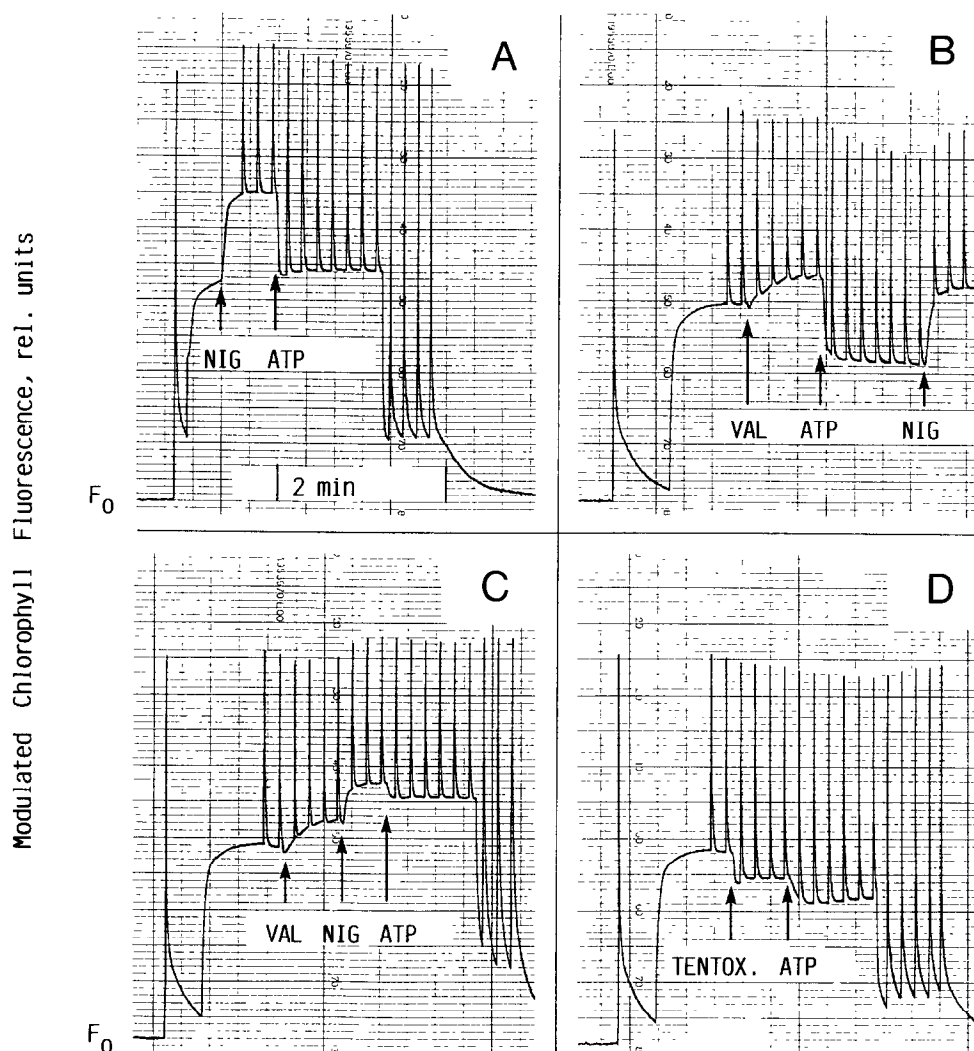 Modulated Chlorophyll Fluorescence, rel. units
A
NIG ATP
2 min
F0
B
VAL ATP NIG
C
VAL NIG ATP
F0
D
TENTOX. ATP